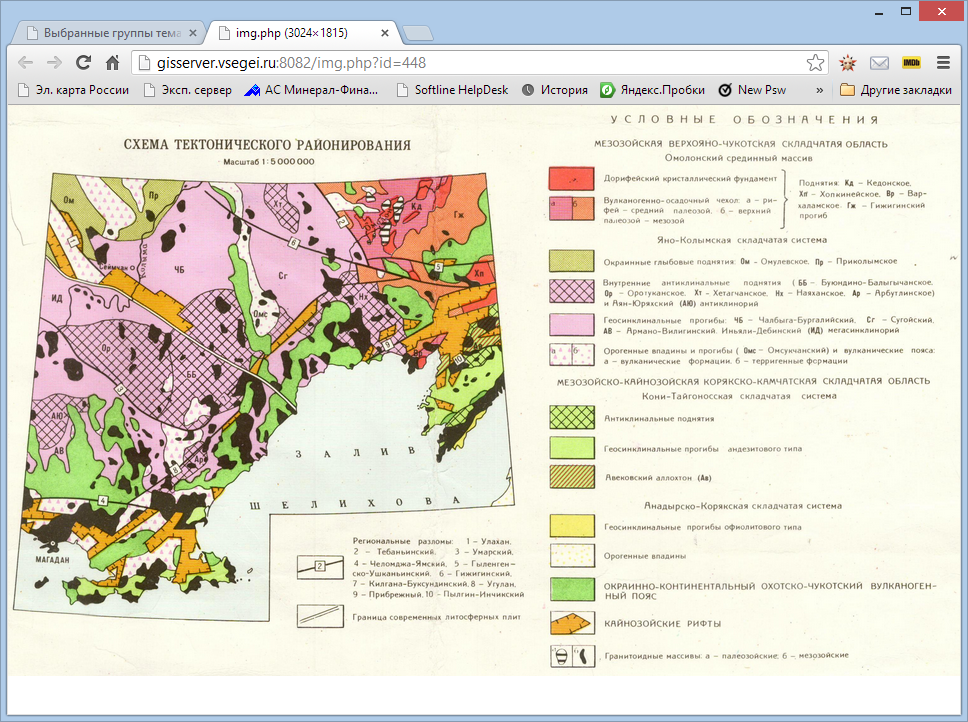 Выбранные группы тема
img.php (3024×1815)
gisserver.vsegei.ru:8082/img.php?id=448
Эл. карта России
Эксп. сервер
АС Минерал-Фина...
Softline HelpDesk
История
Яндекс.Пробки
New Psw
»
Другие закладки
СХЕМА ТЕКТОНИЧЕСКОГО РАЙОНИРОВАНИЯ
Масштаб 1:5 000 000
Ом
Пр
Хт
Кд
Гж
Хп
Сеймчан
ЧБ
Сг
ИД
Омс
Нх
Ор
ББ
АЮ
АВ
Ар
МАГАДАН
ЗАЛИВ
ШЕЛИХОВА
Региональные разломы: 1 – Улахан,
2 – Тебаньинский, 3 – Умарский,
4 – Челомджа-Ямский, 5 – Гыленген-
ско-Ушканьинский, 6 – Гижигинский,
7 – Килгана-Буксундинский, 8 – Угулан,
9 – Прибрежный, 10 – Пылгин-Инчикский
2
Граница современных литосферных плит
УСЛОВНЫЕ ОБОЗНАЧЕНИЯ
МЕЗОЗОЙСКАЯ ВЕРХОЯНО-ЧУКОТСКАЯ СКЛАДЧАТАЯ ОБЛАСТЬ
Омолонский срединный массив
Дорифейский кристаллический фундамент
а б
Вулканогенно-осадочный чехол: а – ри-
фей – средний палеозой, б – верхний
палеозой – мезозой
Поднятия: Кд – Кедонское,
Хп – Холкинейское, Вр – Вар-
халамское. Гж – Гижигинский
прогиб
Яно-Колымская складчатая система
Окраинные глыбовые поднятия: Ом – Онулевское, Пр – Приколымское
Внутренние антиклинальные поднятия (ББ – Буюндино-Балыгычанское,
Ор – Оротуканское, Хт – Хетагчанское, Нх – Наяханское, Ар – Арбутлинское)
и Аян-Юряхский (АЮ) антиклинорий
Геосинклинальные прогибы: ЧБ – Чалбыга-Бургалийский, Сг – Сугойский,
АВ – Армано-Вилигинский. Иньяли-Дебинский (ИД) мегасинклинорий
а б
Орогенные впадины и прогибы (Омс – Омсукчанский) и вулканические пояса:
а – вулканические формации, б – терригенные формации
МЕЗОЗОЙСКО-КАЙНОЗОЙСКАЯ КОРЯКСКО-КАМЧАТСКАЯ СКЛАДЧАТАЯ ОБЛАСТЬ
Кони-Тайгоносская складчатая система
Антиклинальные поднятия
Геосинклинальные прогибы андезитового типа
Авековский аллохтон (Ав)
Анадырско-Корякская складчатая система
Геосинклинальные прогибы офиолитового типа
Орогенные впадины
ОКРАИННО-КОНТИНЕНТАЛЬНЫЙ ОХОТСКО-ЧУКОТСКИЙ ВУЛКАНОГЕН-
НЫЙ ПОЯС
КАЙНОЗОЙСКИЕ РИФТЫ
а б
Гранитоидные массивы: а – палеозойские, б – мезозойские